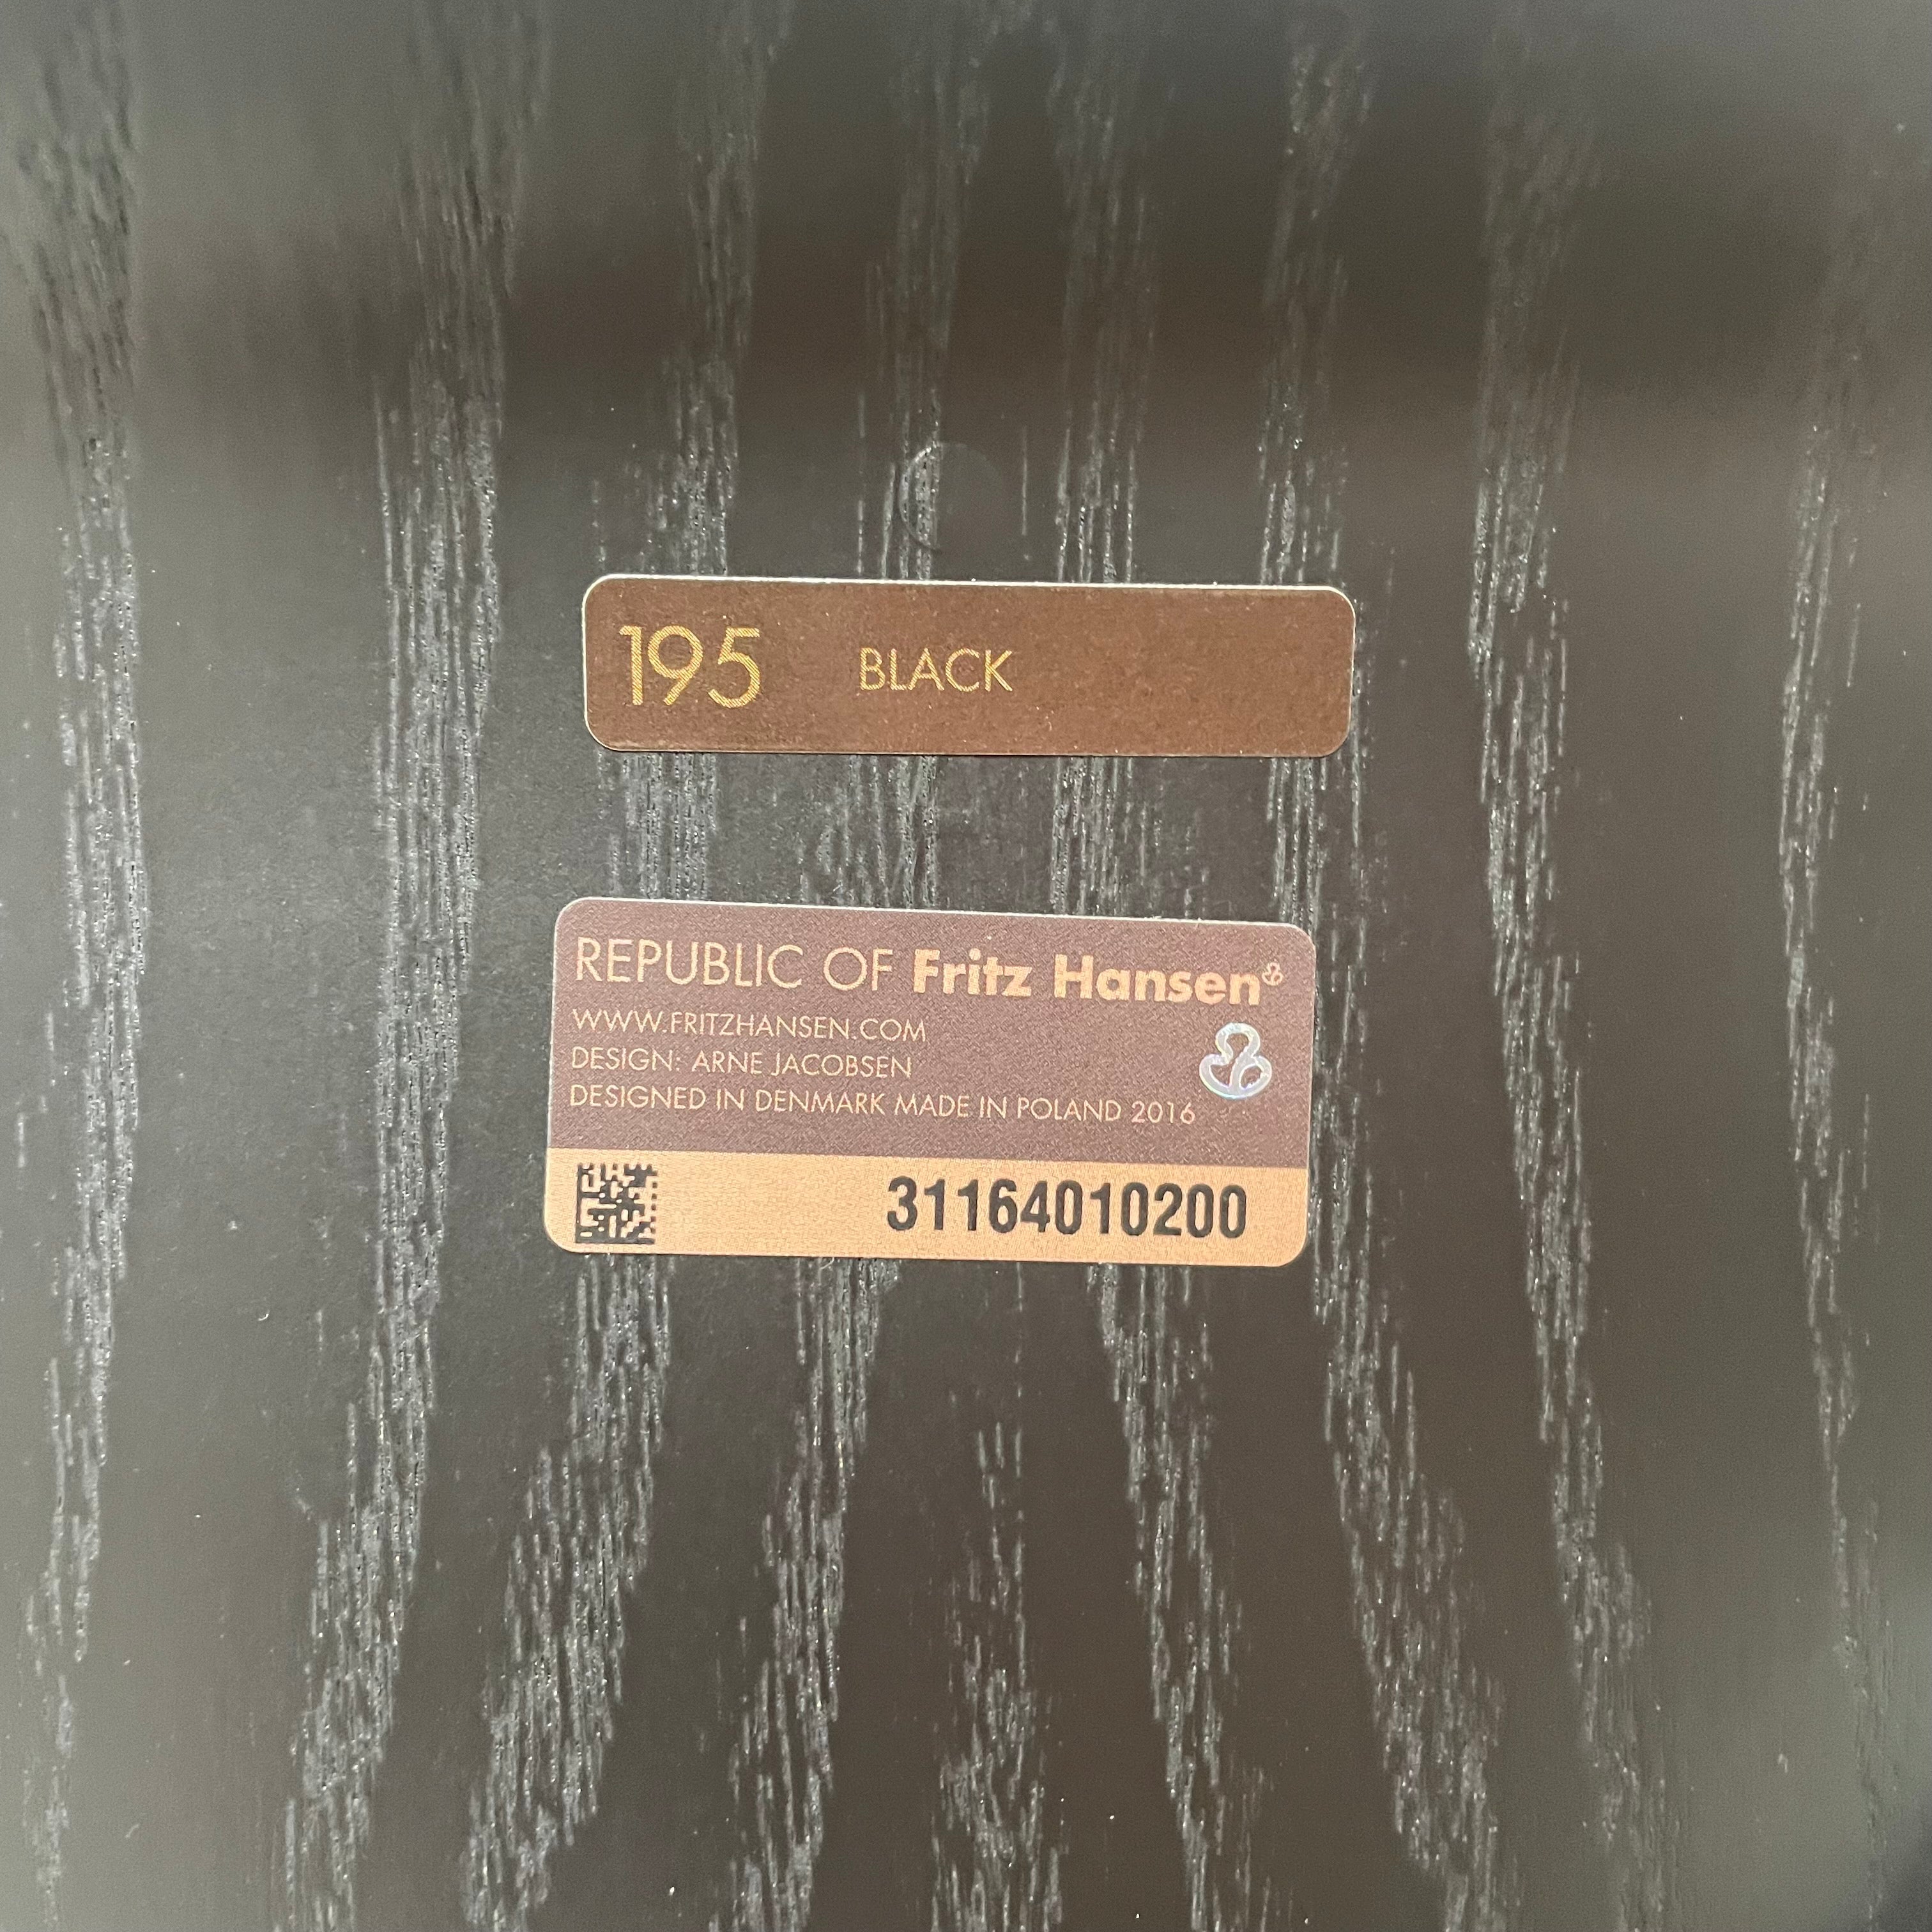 195 BLACK
REPUBLIC OF Fritz Hansen
WWW.FRITZHANSEN.COM
DESIGN: ARNE JACOBSEN
DESIGNED IN DENMARK MADE IN POLAND 2016
31164010200